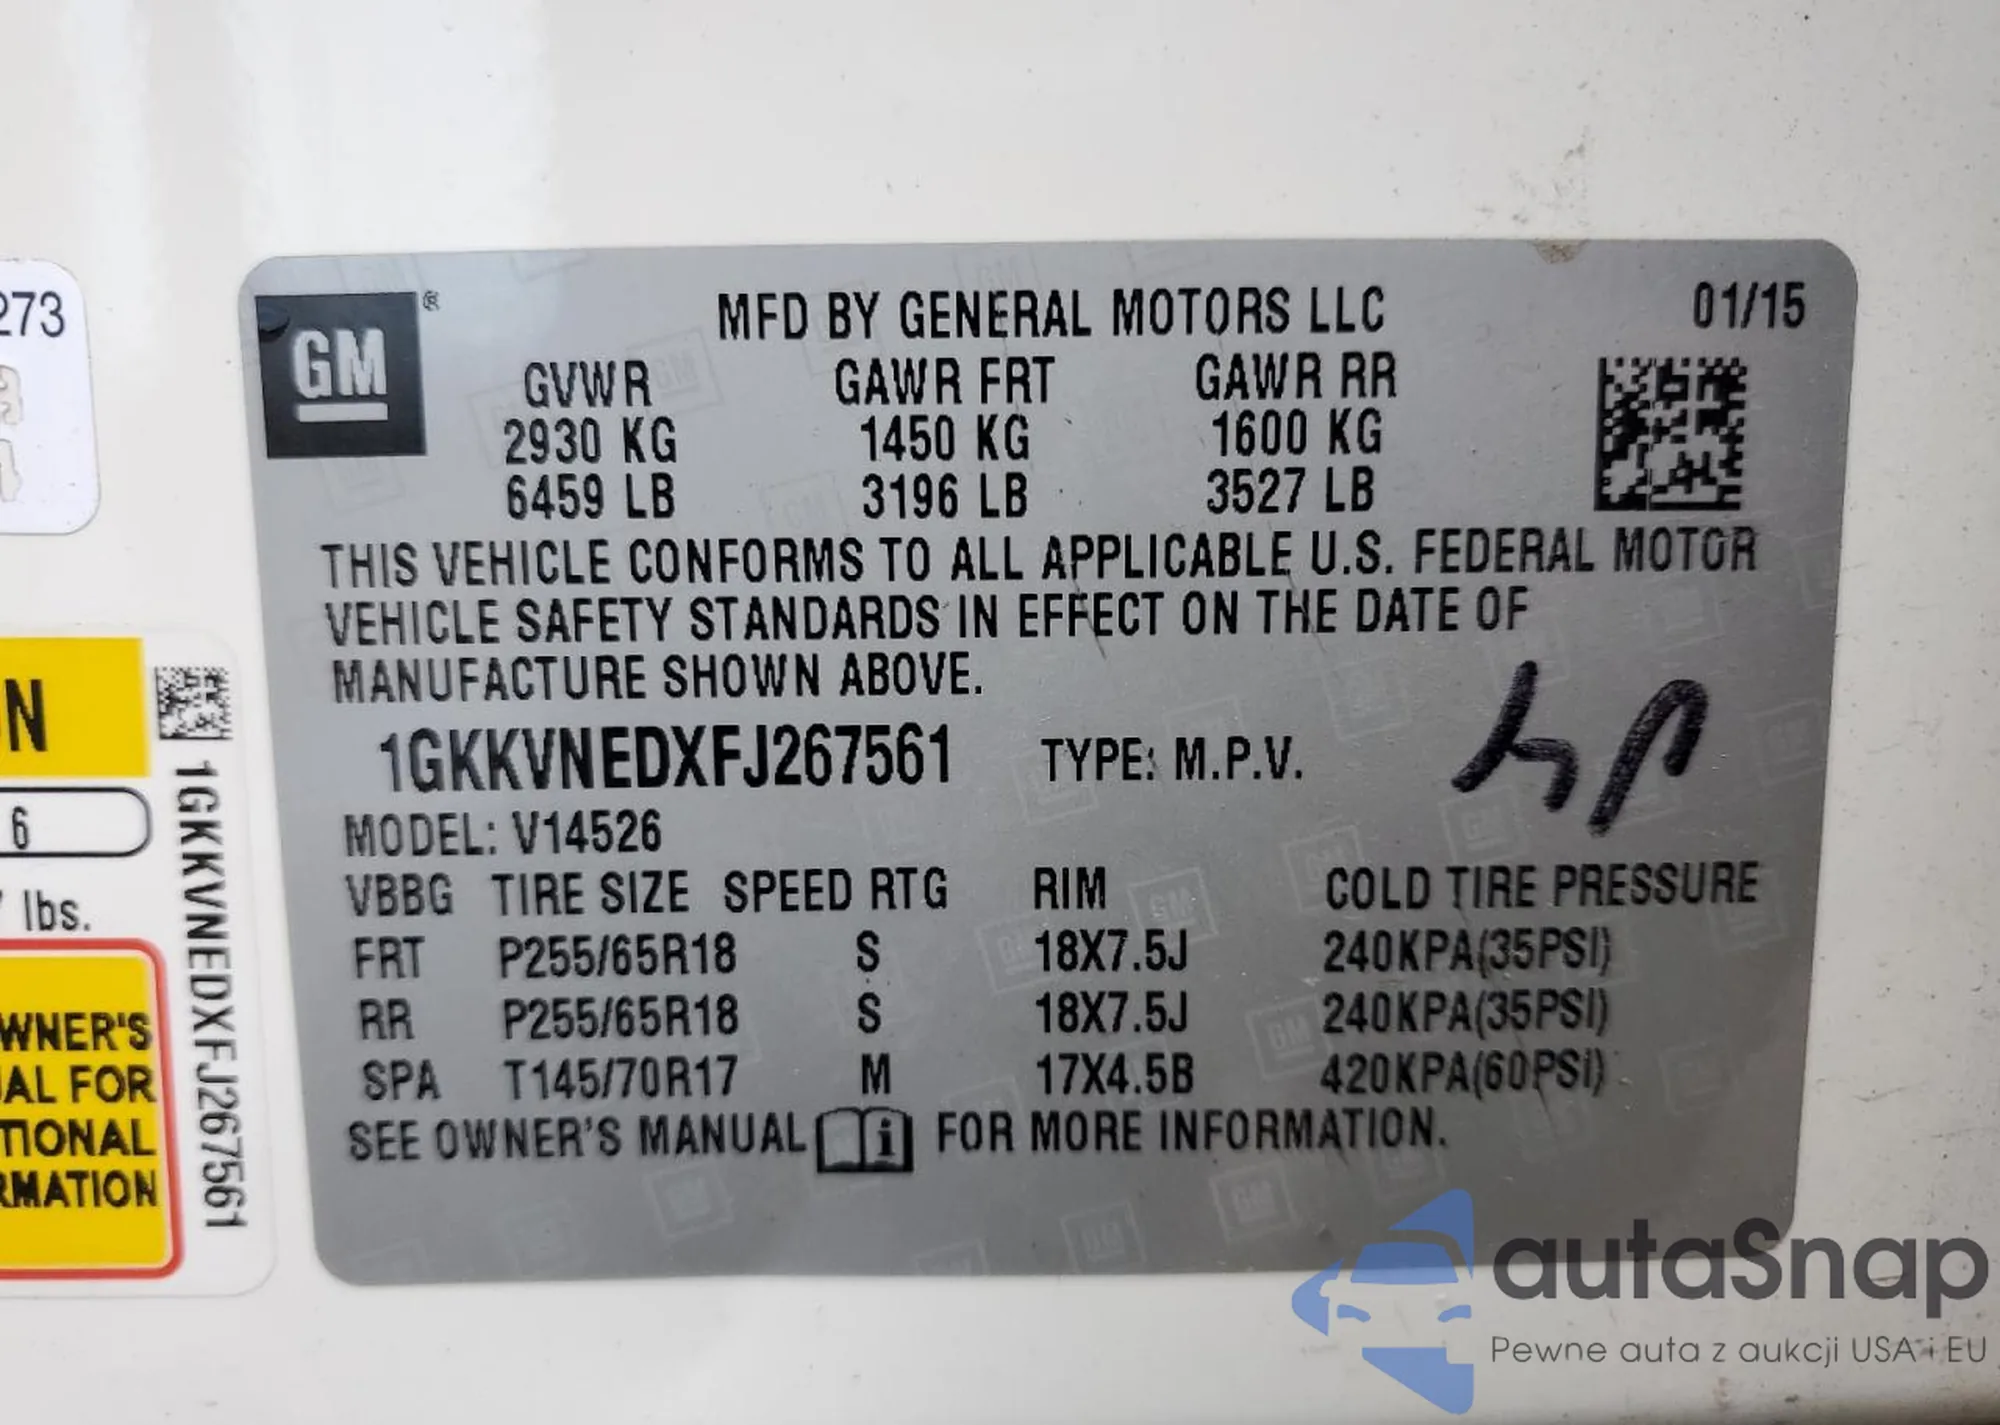 273
N
6
lbs.
WNER'S
AL FOR
TIONAL
RMATION
1GKKVNEDXFJ267561
GM®
MFD BY GENERAL MOTORS LLC 01/15
GVWR GAWR FRT GAWR RR
2930 KG 1450 KG 1600 KG
6459 LB 3196 LB 3527 LB
THIS VEHICLE CONFORMS TO ALL APPLICABLE U.S. FEDERAL MOTOR
VEHICLE SAFETY STANDARDS IN EFFECT ON THE DATE OF
MANUFACTURE SHOWN ABOVE.
1GKKVNEDXFJ267561 TYPE: M.P.V.
MODEL: V14526
VBBG TIRE SIZE SPEED RTG RIM COLD TIRE PRESSURE
FRT P255/65R18 S 18X7.5J 240KPA(35PSI)
RR P255/65R18 S 18X7.5J 240KPA(35PSI)
SPA T145/70R17 M 17X4.5B 420KPA(60PSI)
SEE OWNER'S MANUAL i FOR MORE INFORMATION.
autaSnap
Pewne auta z aukcji USA i EU